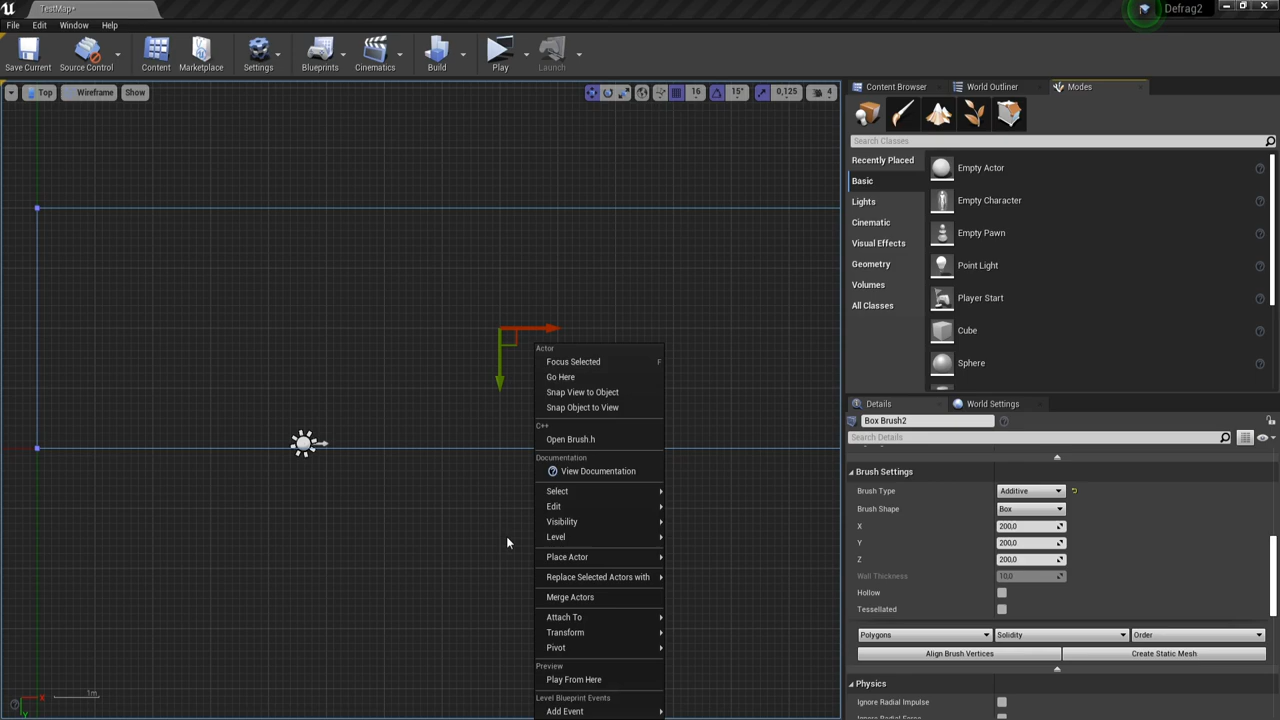 TestMap+
Defrag2
File Edit Window Help
Save Current
Source Control
Content
Marketplace
Settings
Blueprints
Cinematics
Build
Play
Launch
Top Wireframe Show
16 15° 0,125 4
Content Browser World Outliner Modes
Search Classes
Recently Placed
Basic
Lights
Cinematic
Visual Effects
Geometry
Volumes
All Classes
Empty Actor
Empty Character
Empty Pawn
Point Light
Player Start
Cube
Sphere
Actor
Focus Selected F
Go Here
Snap View to Object
Snap Object to View
C++
Open Brush.h
Documentation
View Documentation
Select
Edit
Visibility
Level
Place Actor
Replace Selected Actors with
Merge Actors
Attach To
Transform
Pivot
Preview
Play From Here
Level Blueprint Events
Add Event
Details World Settings
Box Brush2
Search Details
Brush Settings
Brush Type Additive
Brush Shape Box
X 200,0
Y 200,0
Z 200,0
Wall Thickness 10,0
Hollow
Tessellated
Polygons Solidity Order
Align Brush Vertices Create Static Mesh
Physics
Ignore Radial Impulse
Ignore Radial Force
1m
X
Y